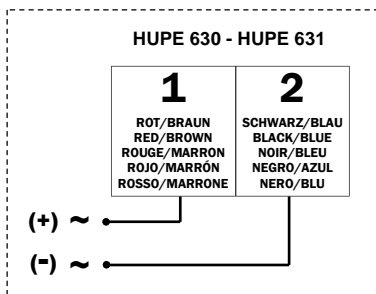 HUPE 630 - HUPE 631
1
ROT/BRAUN
RED/BROWN
ROUGE/MARRON
ROJO/MARRÓN
ROSSO/MARRONE
2
SCHWARZ/BLAU
BLACK/BLUE
NOIR/BLEU
NEGRO/AZUL
NERO/BLU
(+) ~
(-) ~